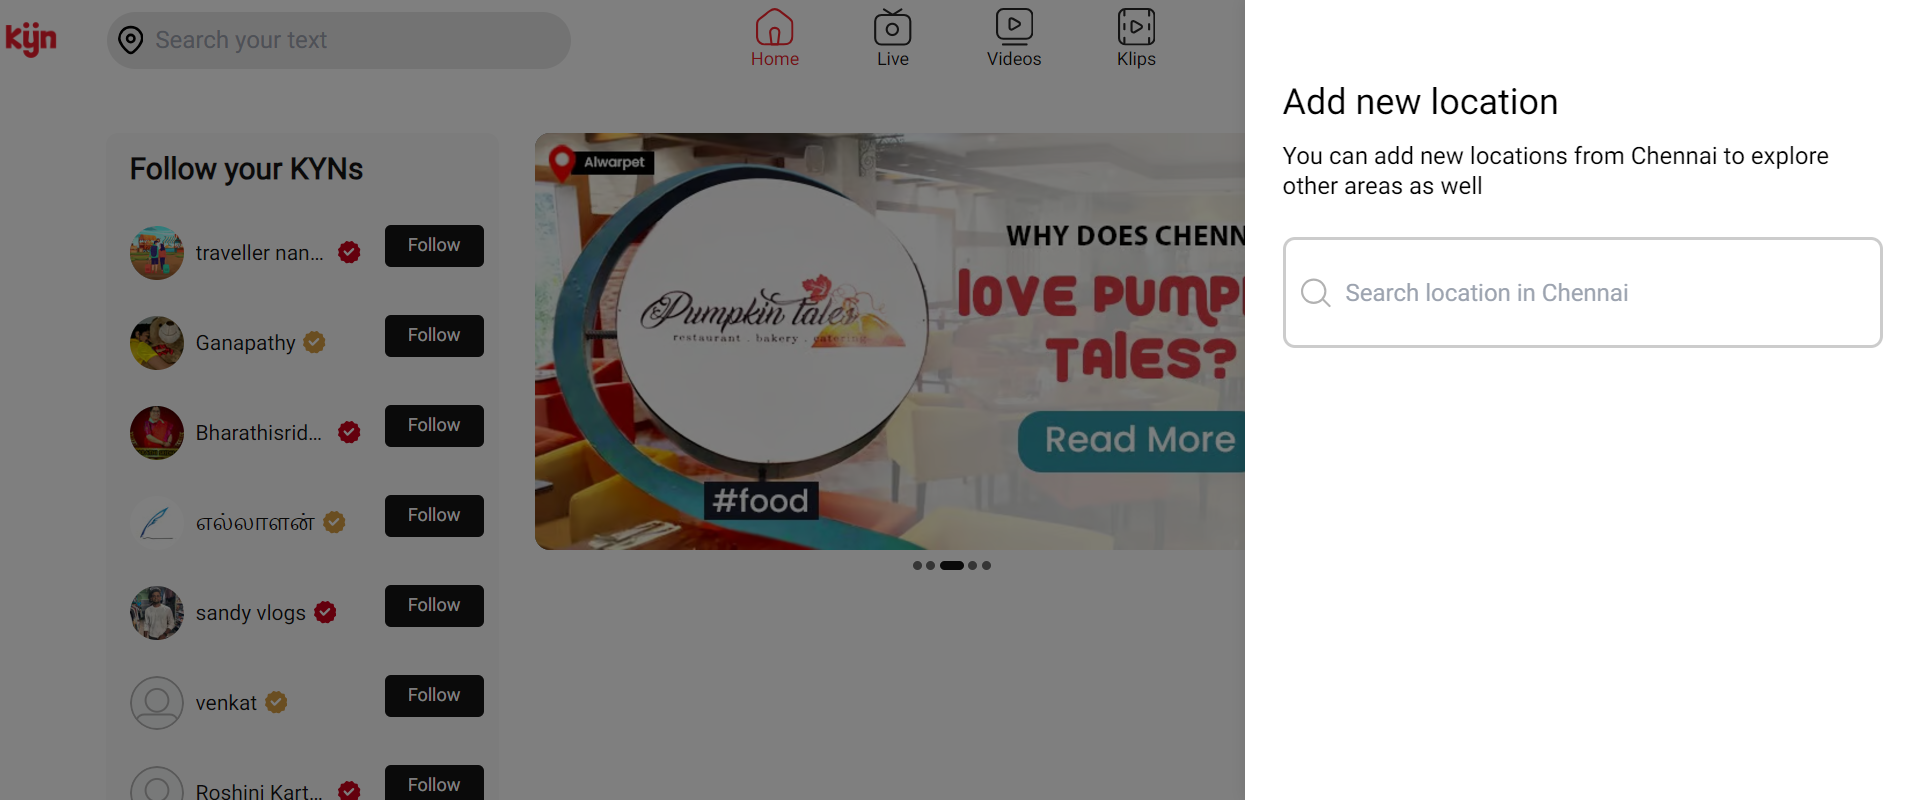 kyn
Search your text
Home
Live
Videos
Klips
Follow your KYNs
traveller nan...
Follow
Ganapathy
Follow
Bharathisrid...
Follow
எல்லாளன்
Follow
sandy vlogs
Follow
venkat
Follow
Roshini Kart...
Follow
Alwarpet
Pumpkin tales
restaurant . bakery . catering
#food
WHY DOES CHENN
love PUMP
TALES?
Read More
Add new location
You can add new locations from Chennai to explore
other areas as well
Search location in Chennai